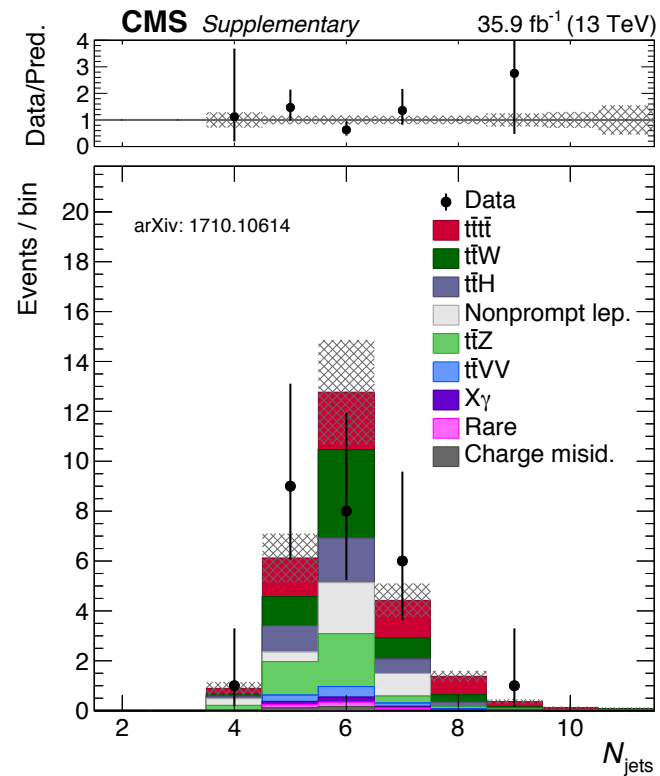 CMS Supplementary 35.9 fb⁻¹ (13 TeV)
Data/Pred.
4
3
2
1
0
Events / bin
20
18
16
14
12
10
8
6
4
2
0
arXiv: 1710.10614
Data
tt̄tt̄
tt̄W
tt̄H
Nonprompt lep.
tt̄Z
tt̄VV
Xγ
Rare
Charge misid.
2 4 6 8 10
N_jets